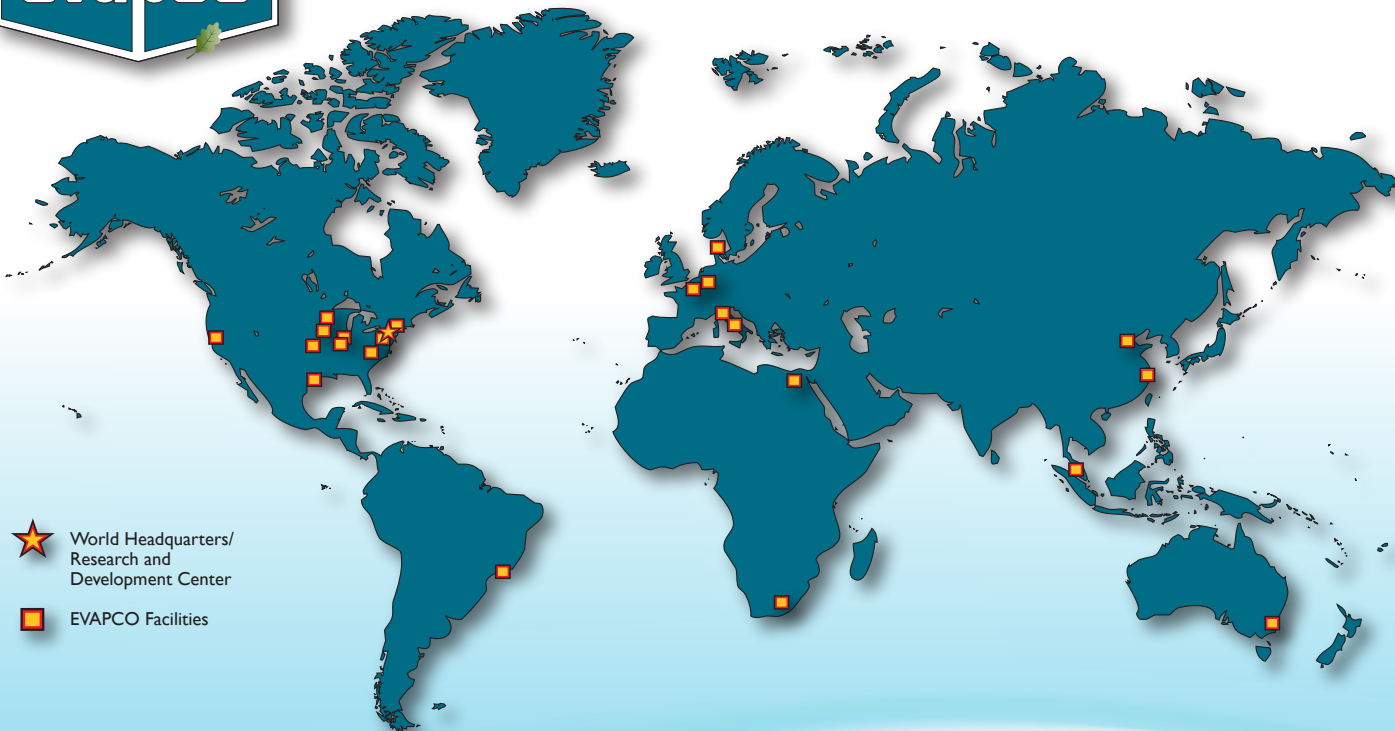 World Headquarters/
Research and
Development Center
EVAPCO Facilities